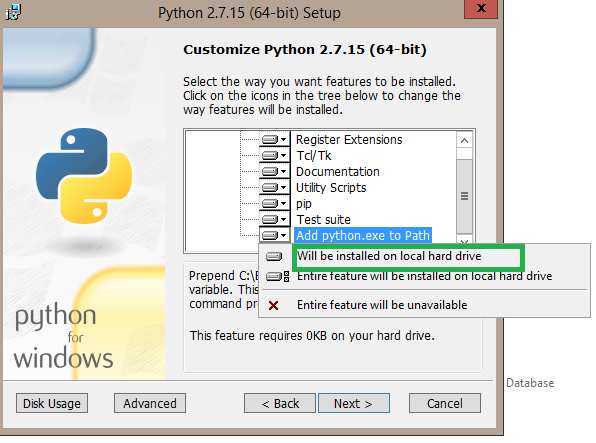 Python 2.7.15 (64-bit) Setup
x
Customize Python 2.7.15 (64-bit)
Select the way you want features to be installed.
Click on the icons in the tree below to change the
way features will be installed.
Register Extensions
Tcl/Tk
Documentation
Utility Scripts
pip
Test suite
Add python.exe to Path
Will be installed on local hard drive
Entire feature will be installed on local hard drive
Entire feature will be unavailable
Prepend C:\
variable. This
command
This feature requires 0KB on your hard drive.
python
for
windows
Database
Disk Usage
Advanced
< Back
Next >
Cancel